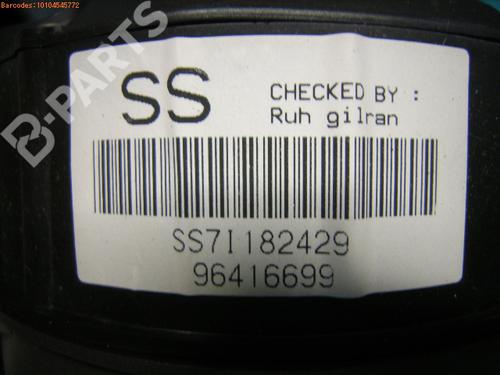 Barcodes: 10104545772
B-PARTS
SS
CHECKED BY :
Ruh gilran
SS7I182429
96416699